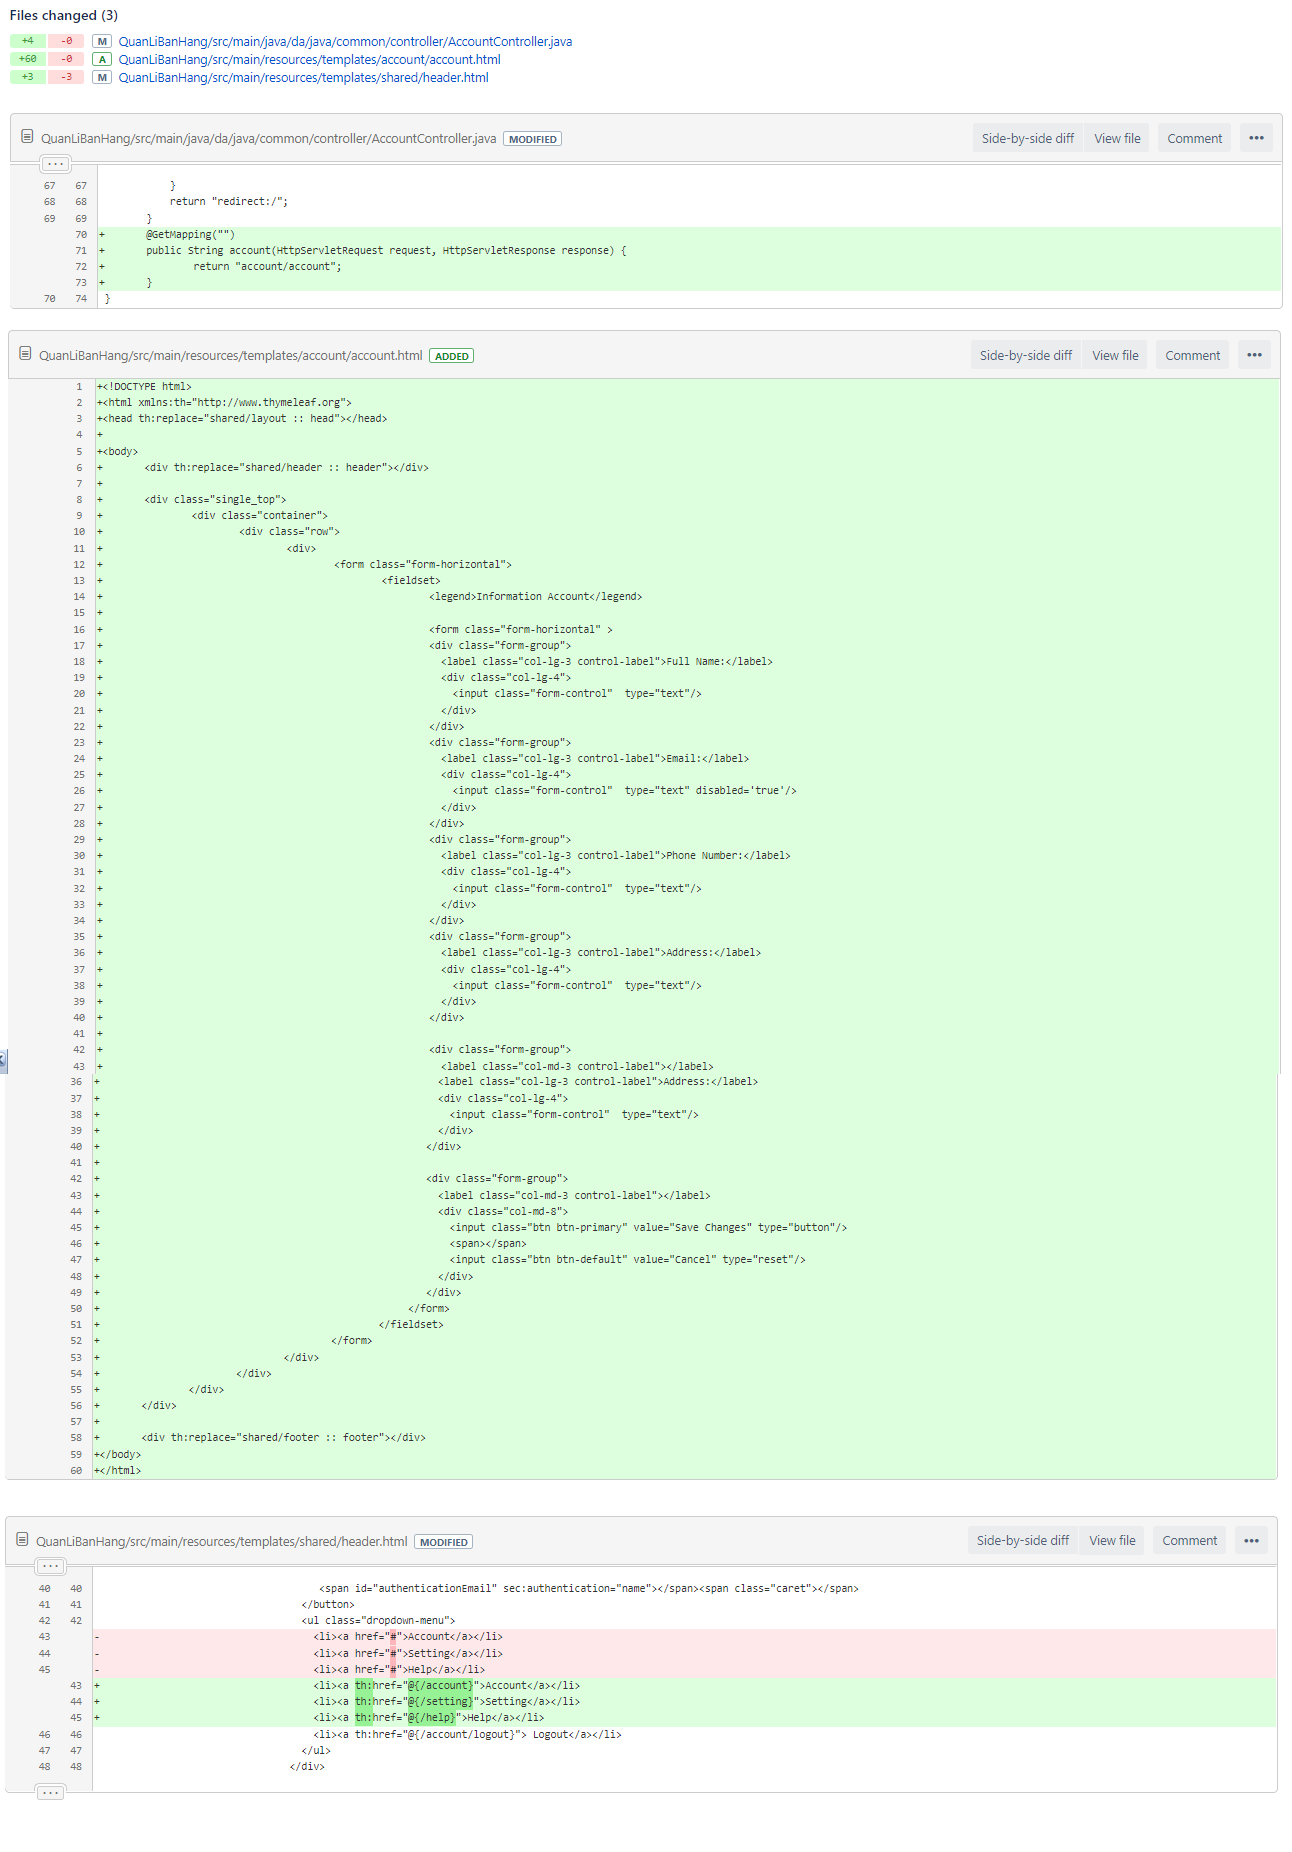 Files changed (3)
+4 -0 M QuanLiBanHang/src/main/java/da/java/common/controller/AccountController.java
+60 -0 A QuanLiBanHang/src/main/resources/templates/account/account.html
+3 -3 M QuanLiBanHang/src/main/resources/templates/shared/header.html
QuanLiBanHang/src/main/java/da/java/common/controller/AccountController.java MODIFIED Side-by-side diff View file Comment •••
...
67 67 }
68 68 return "redirect:/";
69 69 }
70 + @GetMapping("")
71 + public String account(HttpServletRequest request, HttpServletResponse response) {
72 + return "account/account";
73 + }
70 74 }
QuanLiBanHang/src/main/resources/templates/account/account.html ADDED Side-by-side diff View file Comment •••
1 +<!DOCTYPE html>
2 +<html xmlns:th="http://www.thymeleaf.org">
3 +<head th:replace="shared/layout :: head"></head>
4 +
5 +<body>
6 + <div th:replace="shared/header :: header"></div>
7 +
8 + <div class="single_top">
9 + <div class="container">
10 + <div class="row">
11 + <div>
12 + <form class="form-horizontal">
13 + <fieldset>
14 + <legend>Information Account</legend>
15 +
16 + <form class="form-horizontal" >
17 + <div class="form-group">
18 + <label class="col-lg-3 control-label">Full Name:</label>
19 + <div class="col-lg-4">
20 + <input class="form-control"  type="text"/>
21 + </div>
22 + </div>
23 + <div class="form-group">
24 + <label class="col-lg-3 control-label">Email:</label>
25 + <div class="col-lg-4">
26 + <input class="form-control"  type="text" disabled='true'/>
27 + </div>
28 + </div>
29 + <div class="form-group">
30 + <label class="col-lg-3 control-label">Phone Number:</label>
31 + <div class="col-lg-4">
32 + <input class="form-control"  type="text"/>
33 + </div>
34 + </div>
35 + <div class="form-group">
36 + <label class="col-lg-3 control-label">Address:</label>
37 + <div class="col-lg-4">
38 + <input class="form-control"  type="text"/>
39 + </div>
40 + </div>
41 +
42 + <div class="form-group">
43 + <label class="col-md-3 control-label"></label>
36 + <label class="col-lg-3 control-label">Address:</label>
37 + <div class="col-lg-4">
38 + <input class="form-control"  type="text"/>
39 + </div>
40 + </div>
41 +
42 + <div class="form-group">
43 + <label class="col-md-3 control-label"></label>
44 + <div class="col-md-8">
45 + <input class="btn btn-primary" value="Save Changes" type="button"/>
46 + <span></span>
47 + <input class="btn btn-default" value="Cancel" type="reset"/>
48 + </div>
49 + </div>
50 + </form>
51 + </fieldset>
52 + </form>
53 + </div>
54 + </div>
55 + </div>
56 + </div>
57 +
58 + <div th:replace="shared/footer :: footer"></div>
59 +</body>
60 +</html>
QuanLiBanHang/src/main/resources/templates/shared/header.html MODIFIED Side-by-side diff View file Comment •••
...
40 40 <span id="authenticationEmail" sec:authentication="name"></span><span class="caret"></span>
41 41 </button>
42 42 <ul class="dropdown-menu">
43 - <li><a href="#">Account</a></li>
44 - <li><a href="#">Setting</a></li>
45 - <li><a href="#">Help</a></li>
43 + <li><a th:href="@{/account}">Account</a></li>
44 + <li><a th:href="@{/setting}">Setting</a></li>
45 + <li><a th:href="@{/help}">Help</a></li>
46 46 <li><a th:href="@{/account/logout}"> Logout</a></li>
47 47 </ul>
48 48 </div>
...